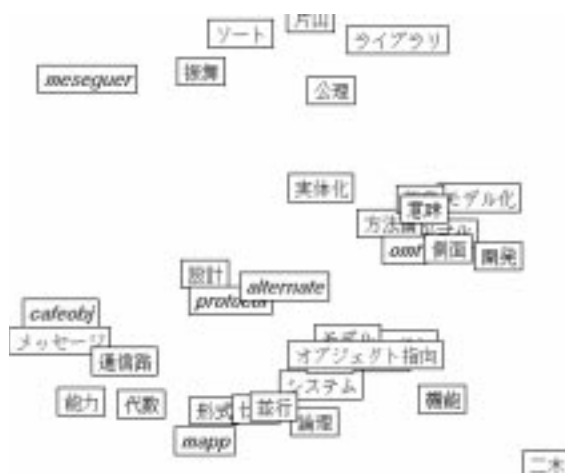 片山
ソート
ライブラリ
meseguer
振舞
公理
実体化
モデル化
意味
方法論
側面
開発
設計
alternate
protocol
cafeobj
メッセージ
通信路
オブジェクト指向
システム
能力
代数
形式
並行
論理
機能
mapp